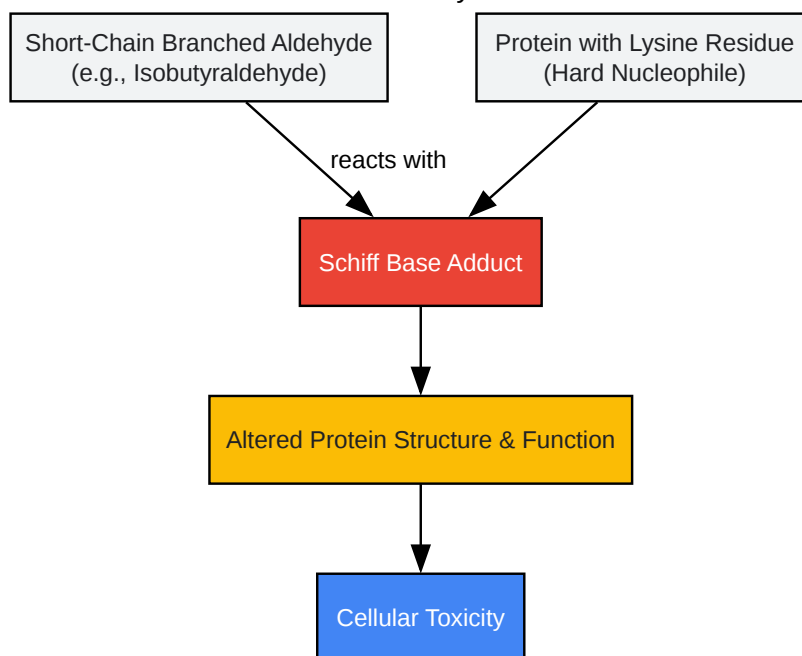 Short-Chain Branched Aldehyde
(e.g., Isobutyraldehyde)
Protein with Lysine Residue
(Hard Nucleophile)
reacts with
Schiff Base Adduct
Altered Protein Structure & Function
Cellular Toxicity